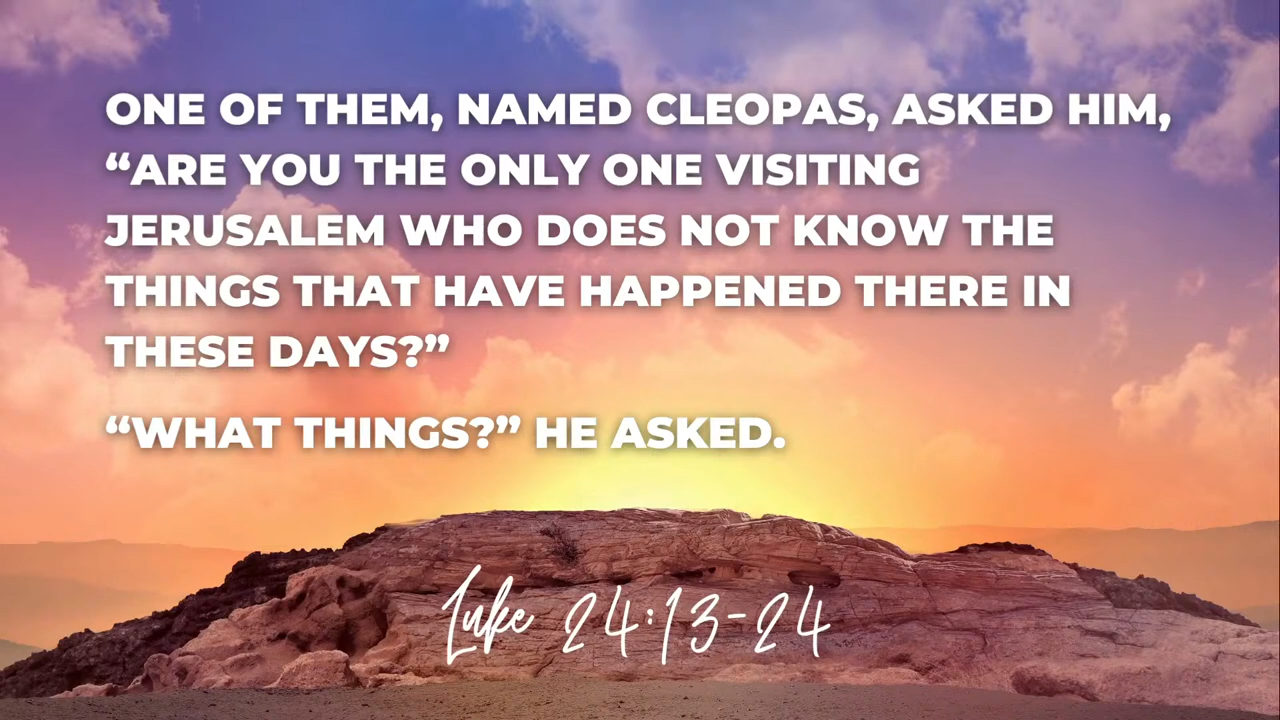 ONE OF THEM, NAMED CLEOPAS, ASKED HIM,
“ARE YOU THE ONLY ONE VISITING
JERUSALEM WHO DOES NOT KNOW THE
THINGS THAT HAVE HAPPENED THERE IN
THESE DAYS?”
“WHAT THINGS?” HE ASKED.
Luke 24:13-24